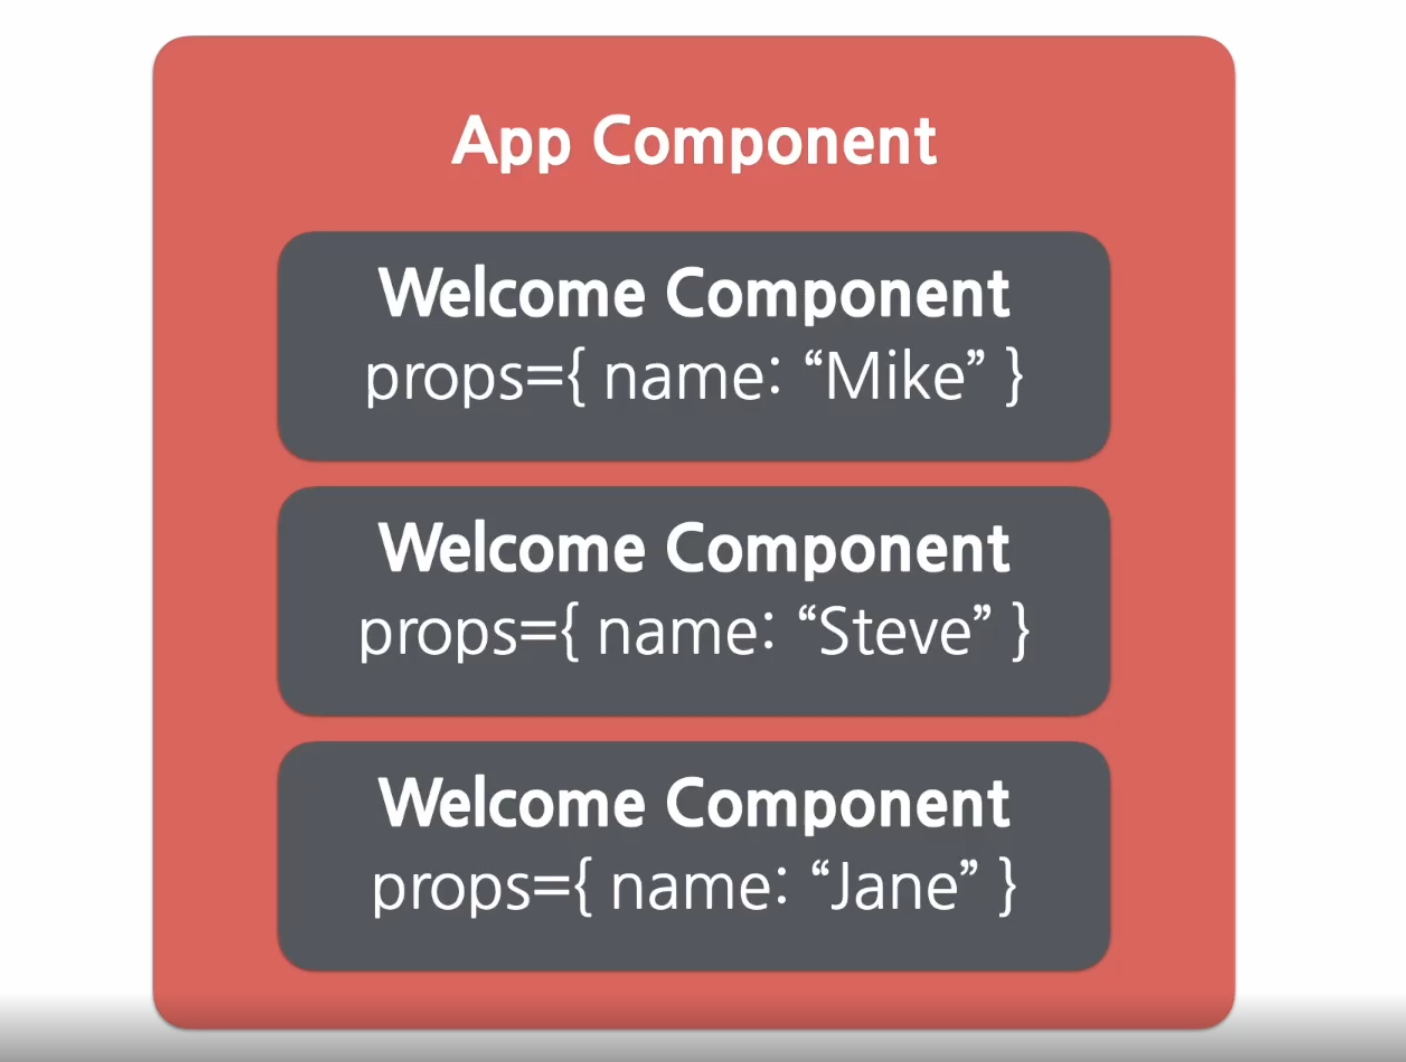 App Component
Welcome Component
props={ name: “Mike” }
Welcome Component
props={ name: “Steve” }
Welcome Component
props={ name: “Jane” }